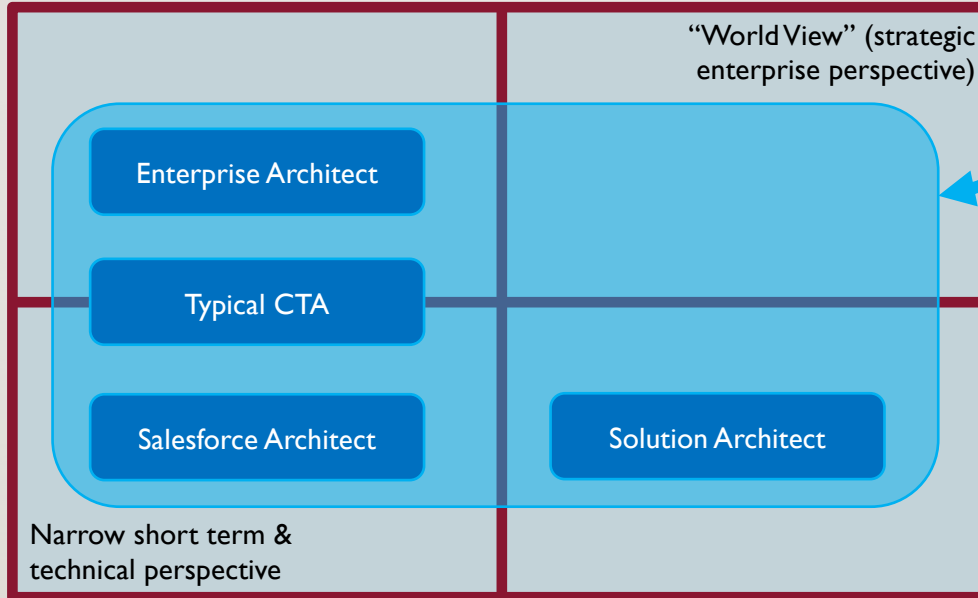 “World View” (strategic
enterprise perspective)
Enterprise Architect
Typical CTA
Salesforce Architect
Solution Architect
Narrow short term &
technical perspective